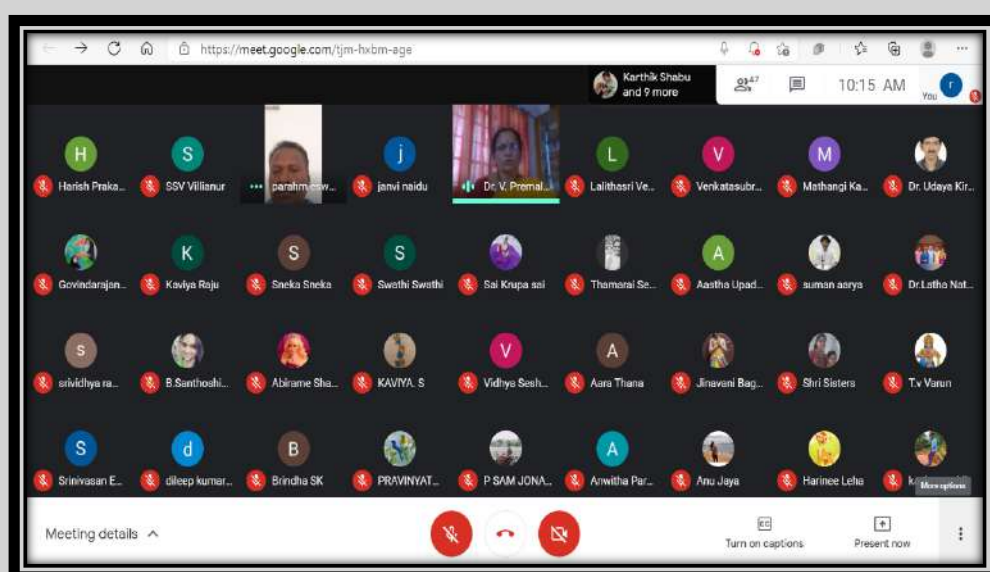 https://meet.google.com/tjm-hxbm-age
Karthik Shabu
and 9 more
47
10:15 AM
You
r
H
S
j
L
V
M
Harish Praka...
SSV Villianur
parahm esw...
janvi naidu
Dr. V. Premal...
Lalithasri Ve...
Venkatasubr...
Mathangi Ka...
Dr. Udaya Kir...
K
S
S
A
Govindarajan...
Kaviya Raju
Sneka Sneka
Swathi Swathi
Sai Krupa sai
Thamarai Se...
Aastha Upad...
suman aarya
Dr.Latha Nat...
s
V
A
srividhya ra...
B.Santhoshi...
Abirame Sha...
KAVIYA. S
Vidhya Sesh...
Aara Thana
Jinavani Bag...
Shri Sisters
T.v Varun
S
d
B
A
Srinivasan E...
dileep kumar...
Brindha SK
PRAVINYAT...
P SAM JONA...
Anwitha Par...
Anu Jaya
Harinee Leha
More options
Meeting details
CC
Turn on captions
Present now